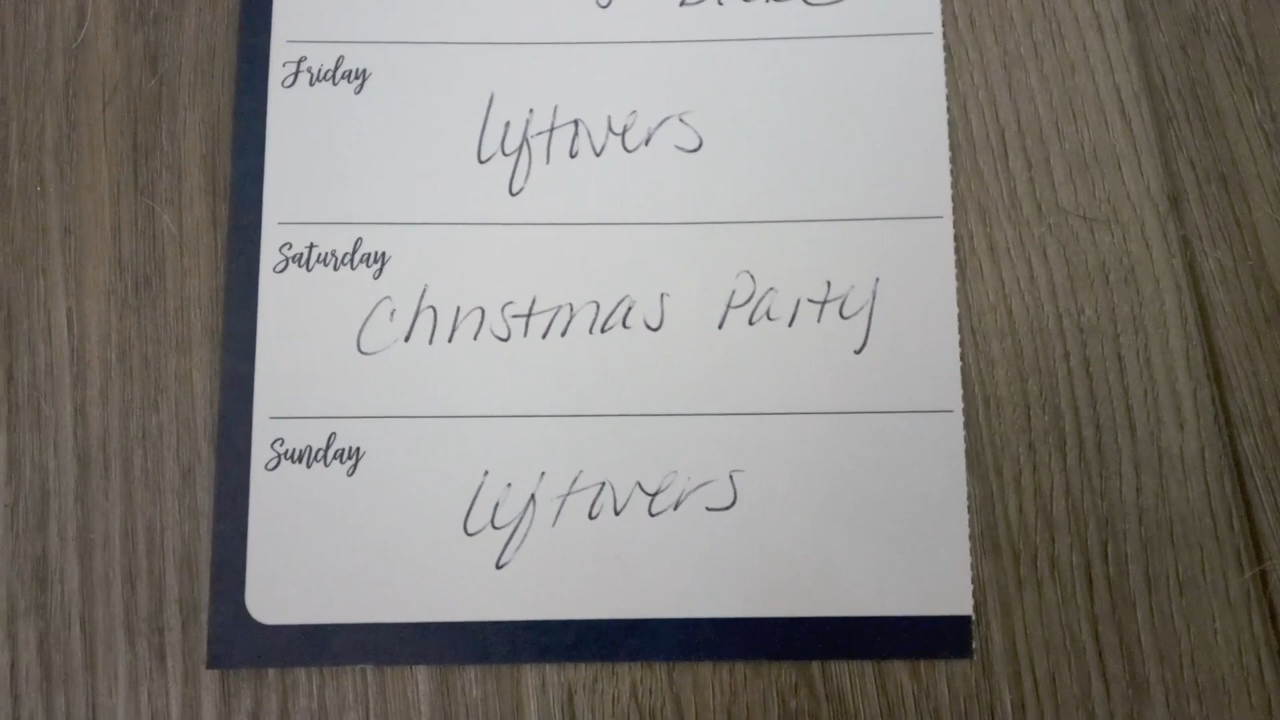 Friday
leftovers
Saturday
Christmas Party
Sunday
leftovers